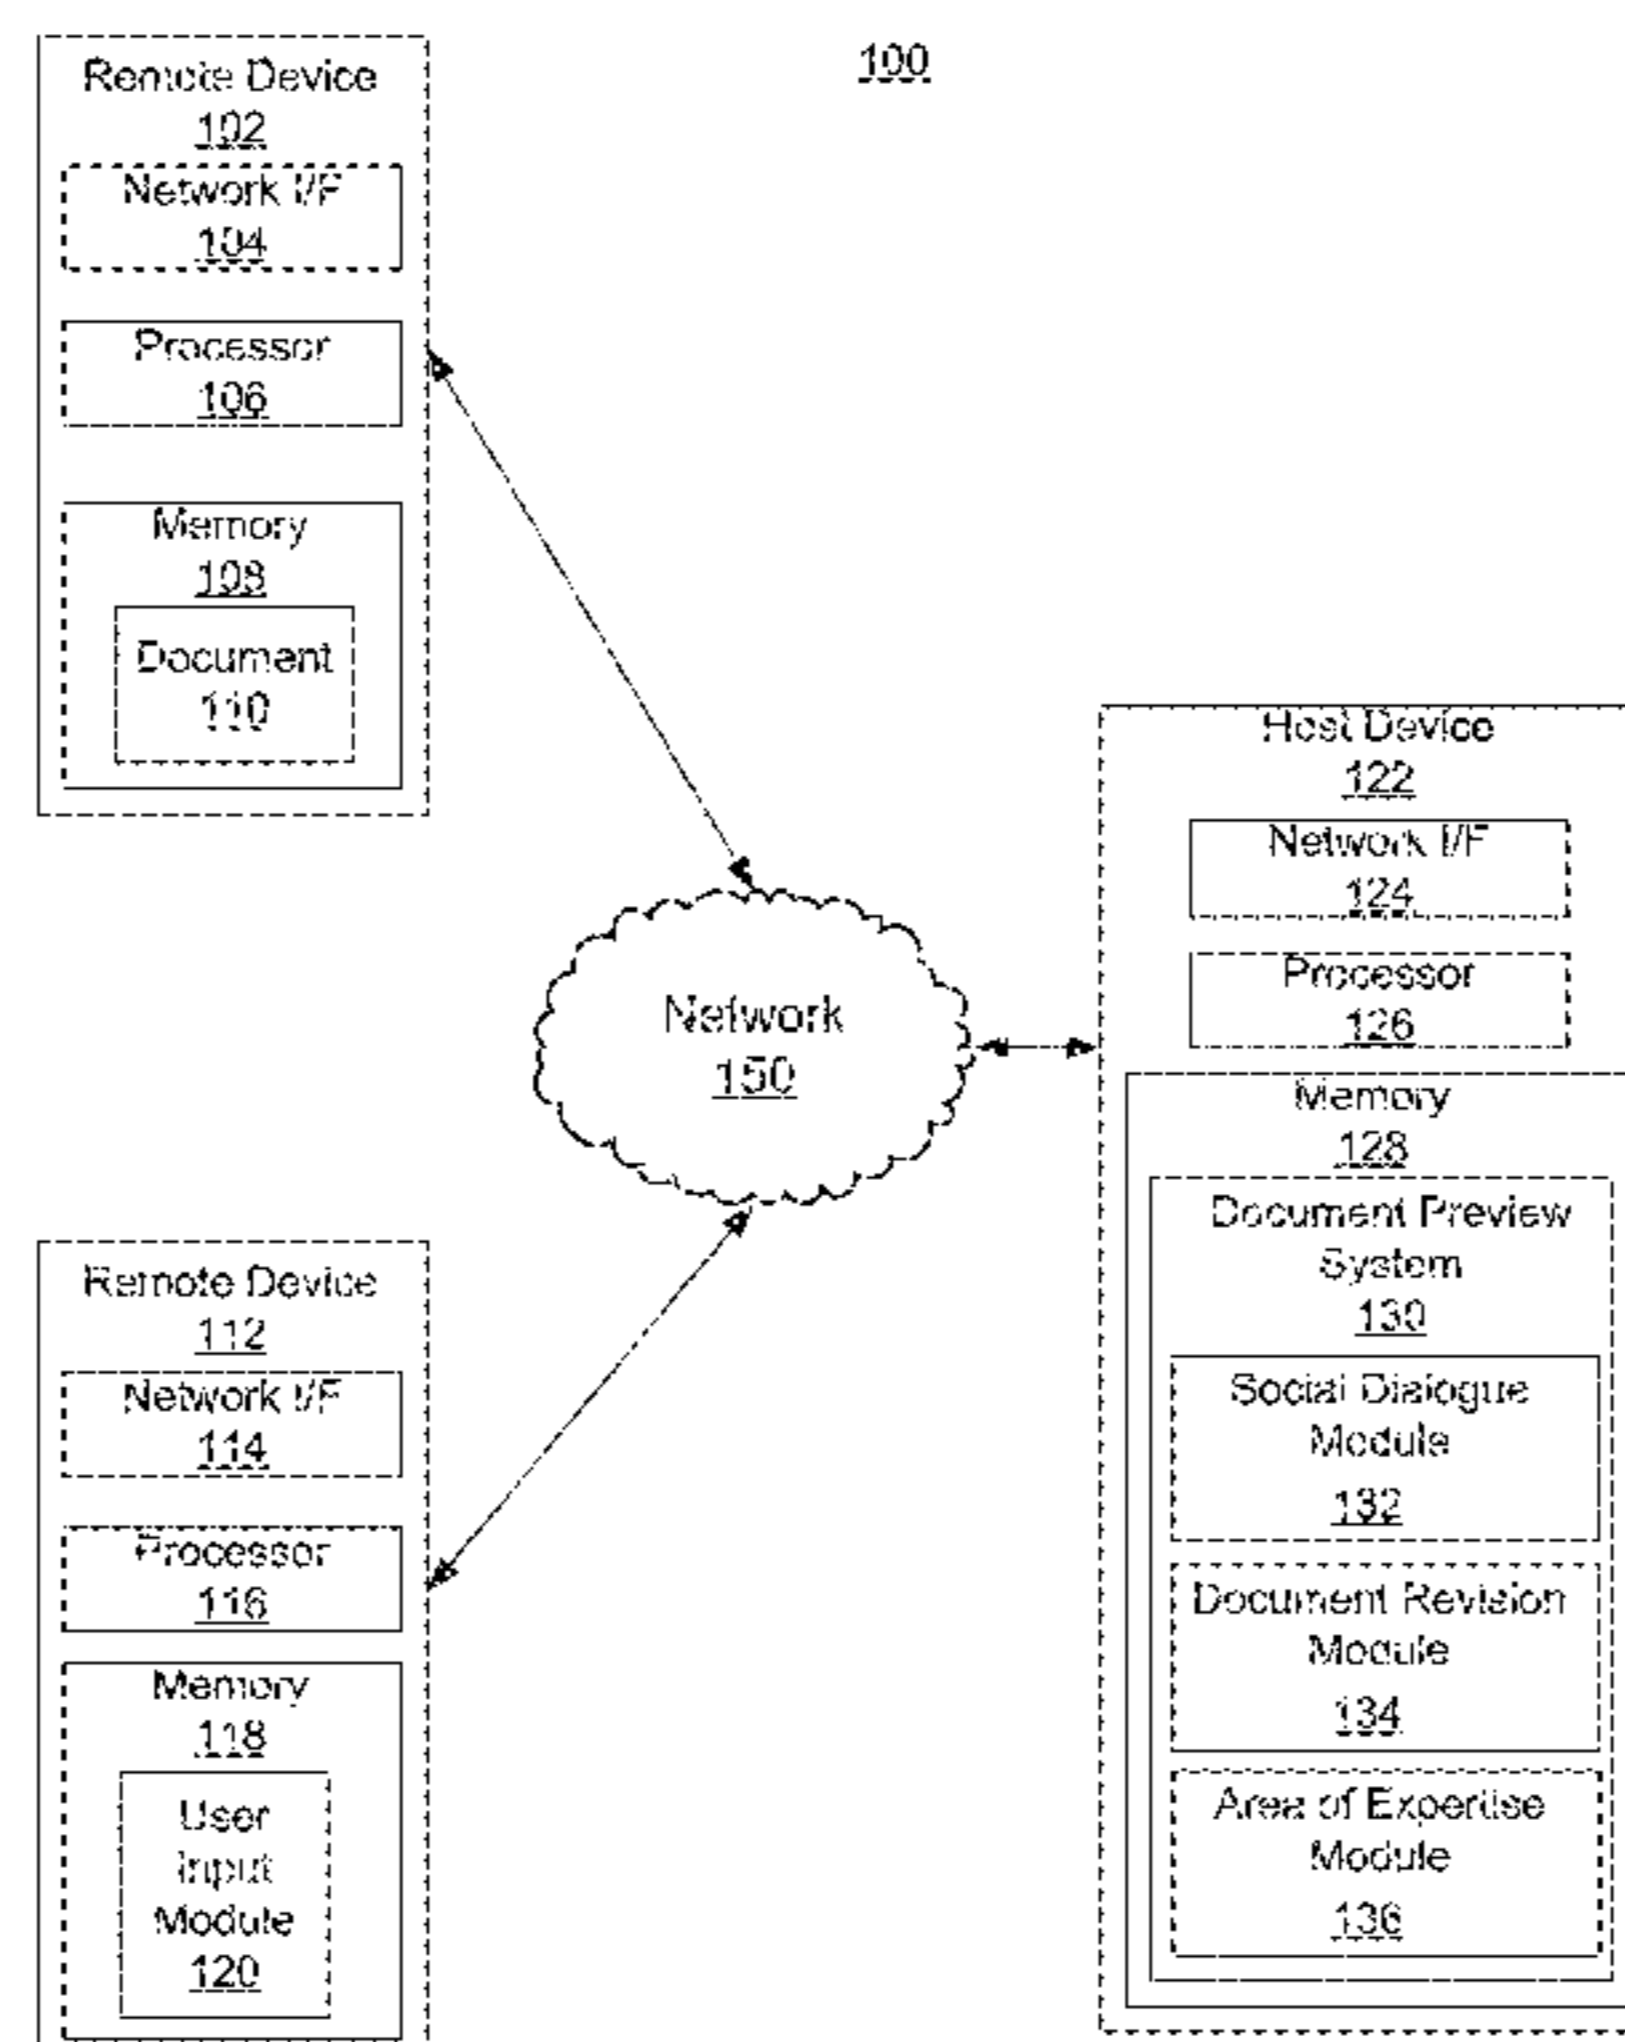 100
Remote Device
102
Network I/F
104
Processor
106
Memory
108
Document
110
Network
150
Remote Device
112
Network I/F
114
Processor
116
Memory
118
User
Input
Module
120
Host Device
122
Network I/F
124
Processor
126
Memory
128
Document Preview
System
130
Social Dialogue
Module
132
Document Revision
Module
134
Area of Expertise
Module
136